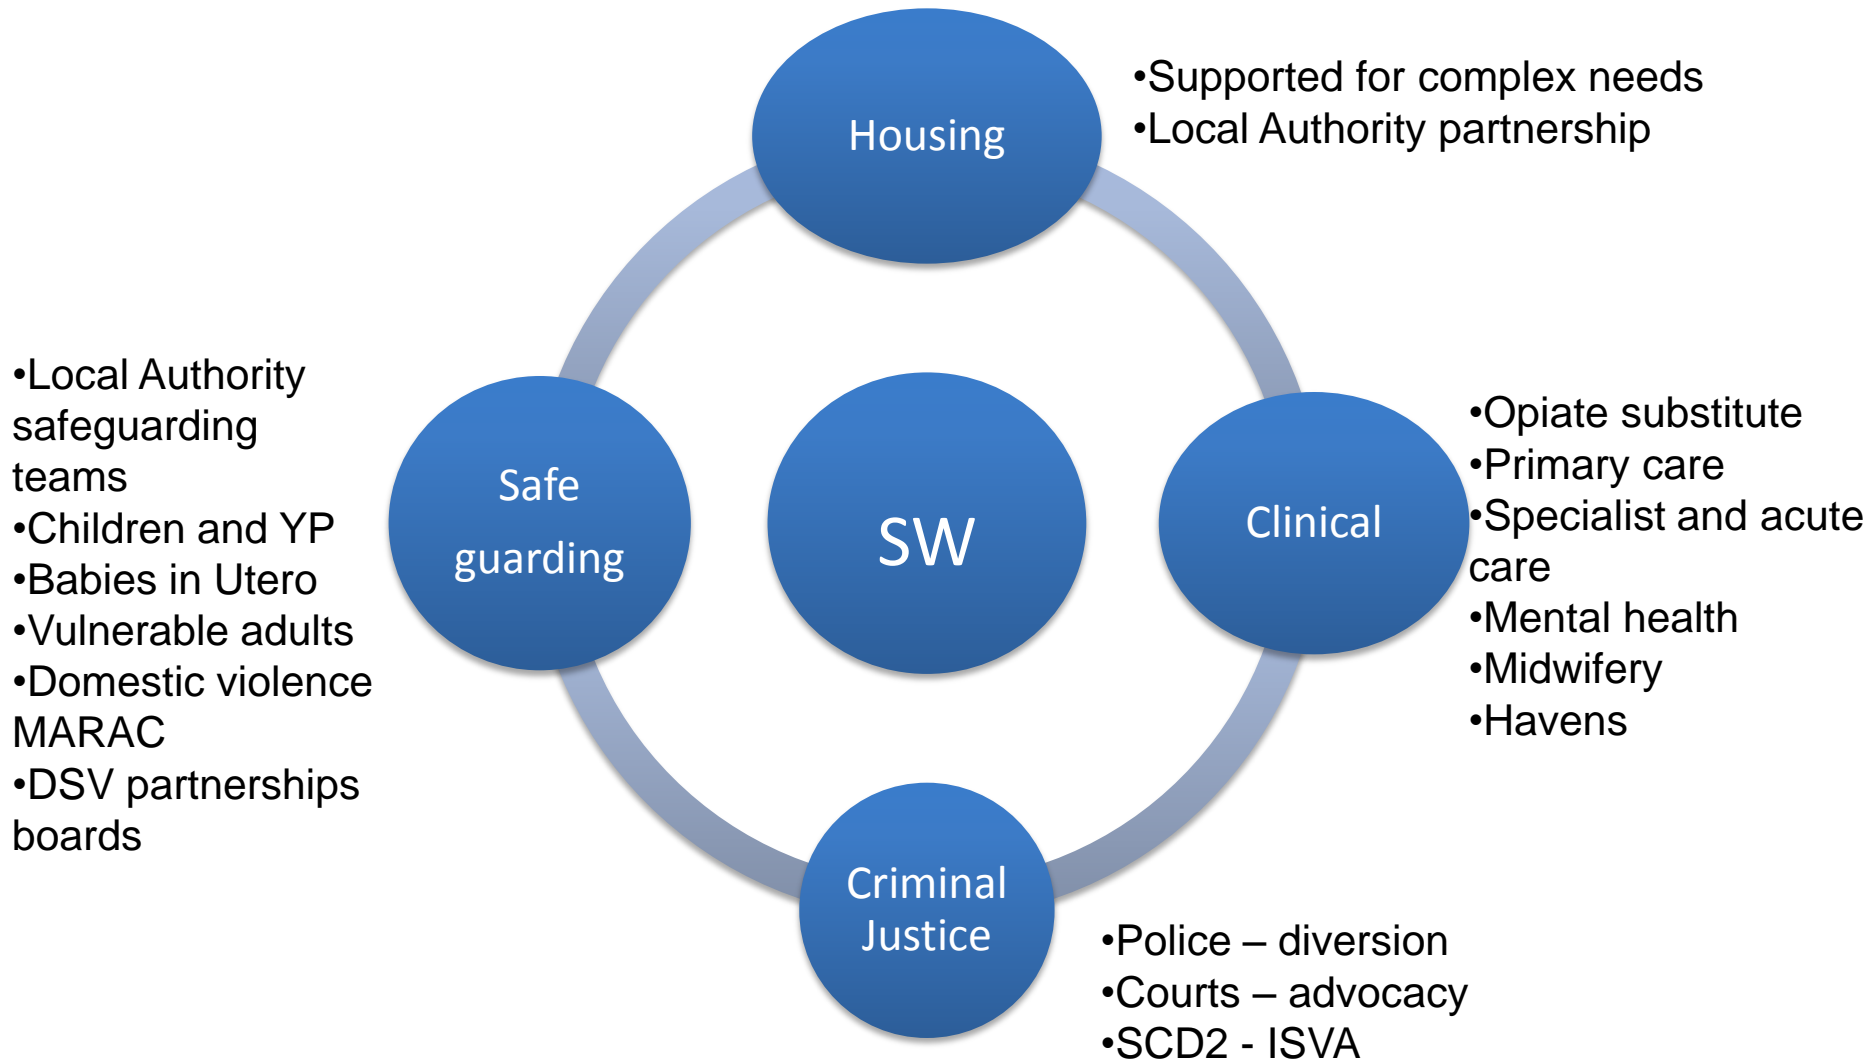 Housing
•Supported for complex needs
•Local Authority partnership
•Local Authority
safeguarding
teams
•Children and YP
•Babies in Utero
•Vulnerable adults
•Domestic violence
MARAC
•DSV partnerships
boards
Safe
guarding
SW
Clinical
•Opiate substitute
•Primary care
•Specialist and acute
care
•Mental health
•Midwifery
•Havens
Criminal
Justice
•Police – diversion
•Courts – advocacy
•SCD2 - ISVA